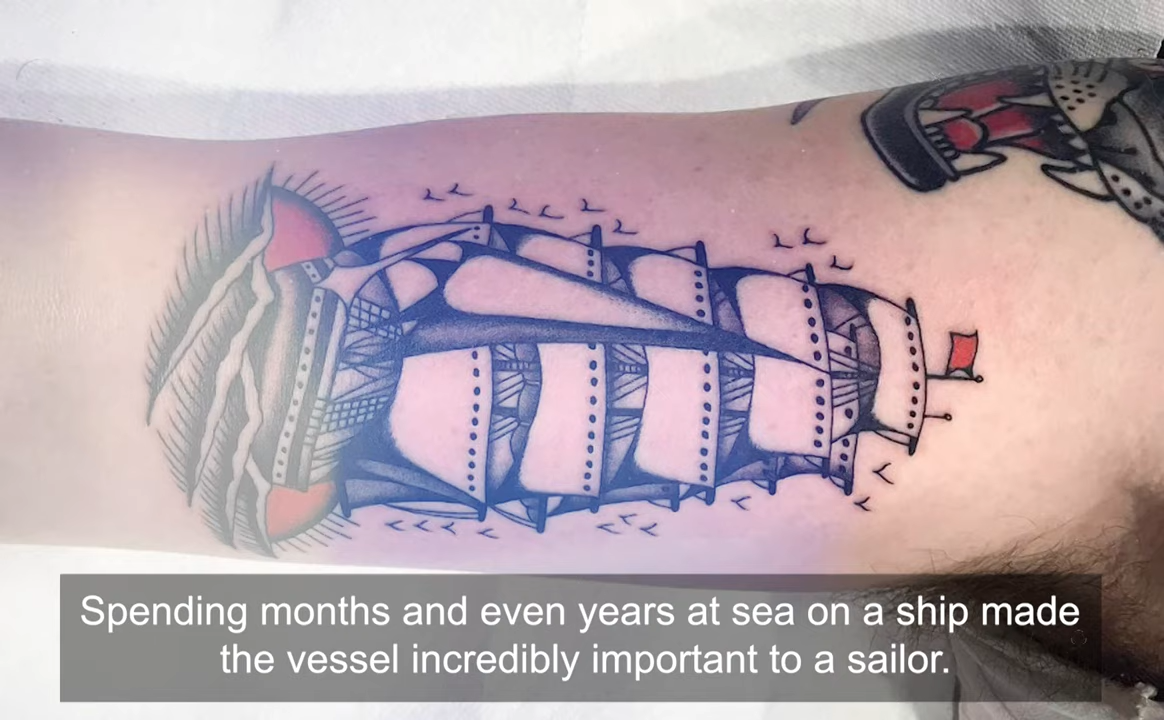 Spending months and even years at sea on a ship made
the vessel incredibly important to a sailor.